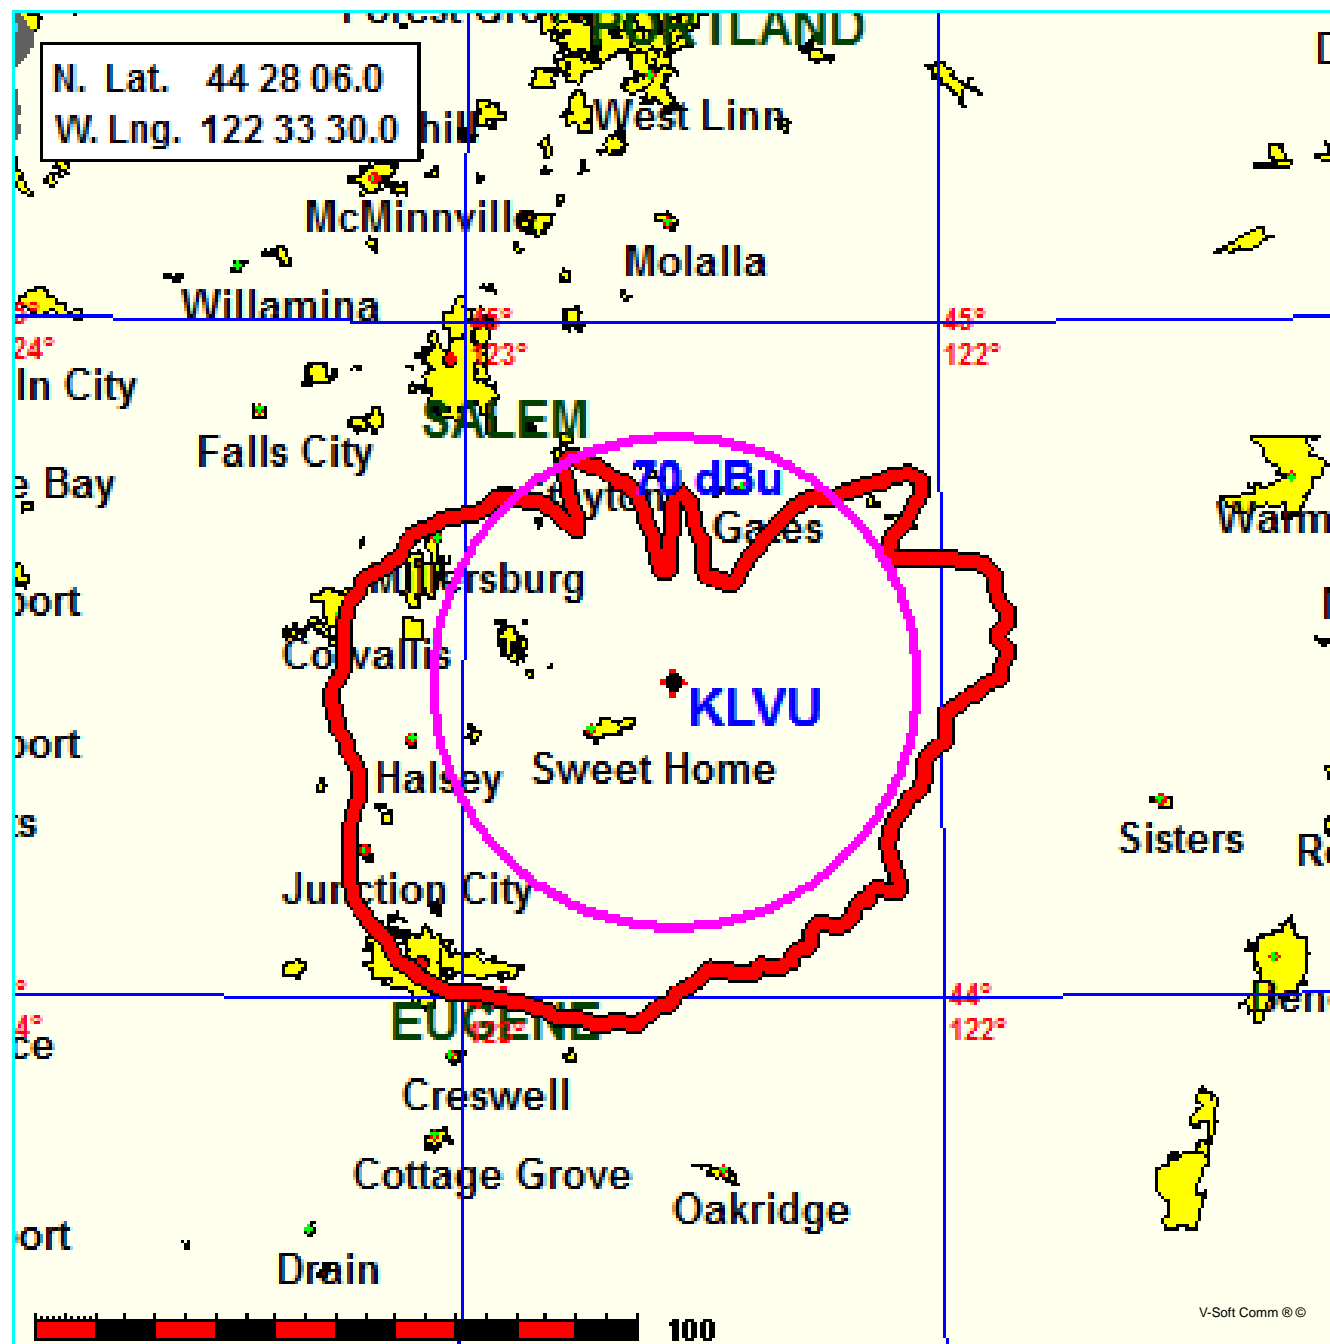 PORTLAND
N. Lat. 44 28 06.0
W. Lng. 122 33 30.0
West Linn
McMinnville
Molalla
Willamina
45°
45°
123°
122°
24°
SALEM
Falls City
70 dBu
Gates
Millersburg
Corvallis
KLVU
Halsey
Sweet Home
Sisters
Junction City
44°
122°
EUGENE
Creswell
Cottage Grove
Oakridge
Drain
100
V-Soft Comm ® ©